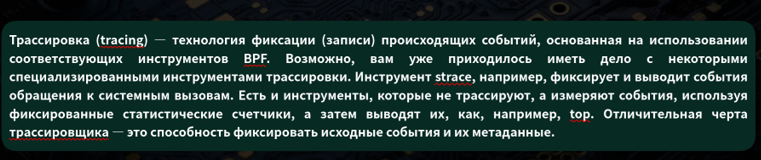 Трассировка (tracing) — технология фиксации (записи) происходящих событий, основанная на использовании
соответствующих инструментов BPF. Возможно, вам уже приходилось иметь дело с некоторыми
специализированными инструментами трассировки. Инструмент strace, например, фиксирует и выводит события
обращения к системным вызовам. Есть и инструменты, которые не трассируют, а измеряют события, используя
фиксированные статистические счетчики, а затем выводят их, как, например, top. Отличительная черта
трассировщика — это способность фиксировать исходные события и их метаданные.